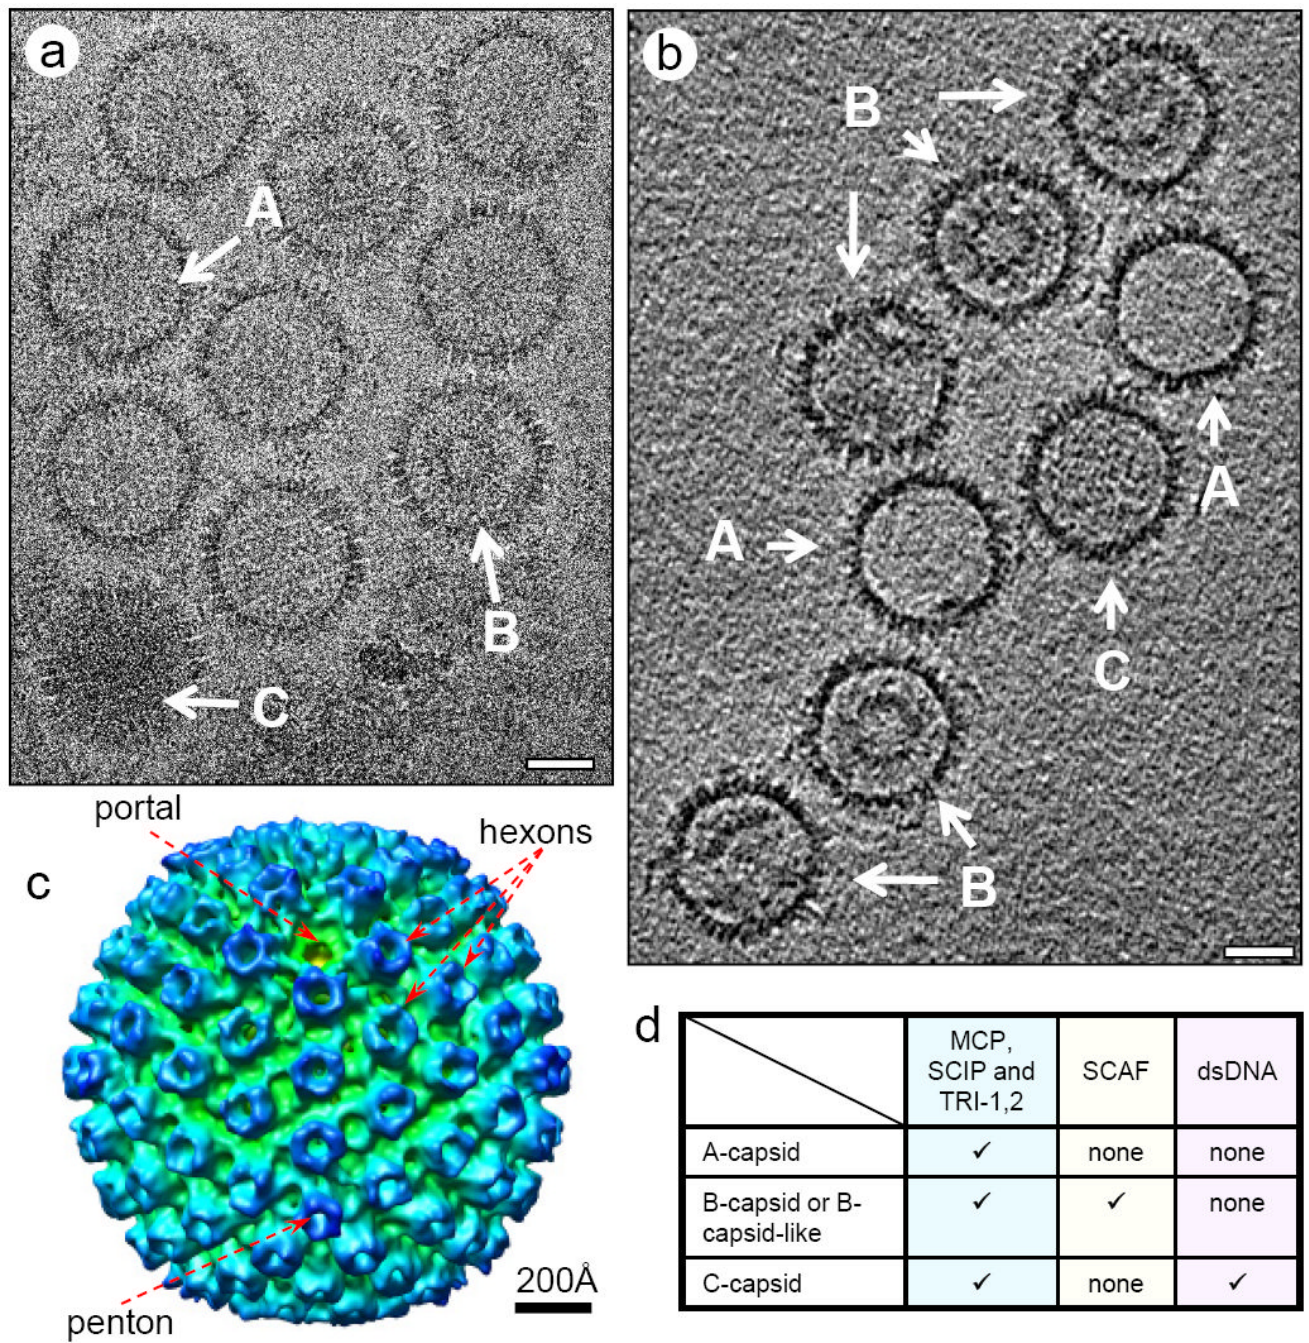 a
A
B
C
b
B
A
A
C
B
c
portal
hexons
penton
200Å
d
MCP,
SCIP and
TRI-1,2
SCAF
dsDNA
A-capsid
✓
none
none
B-capsid or B-
capsid-like
✓
✓
none
C-capsid
✓
none
✓